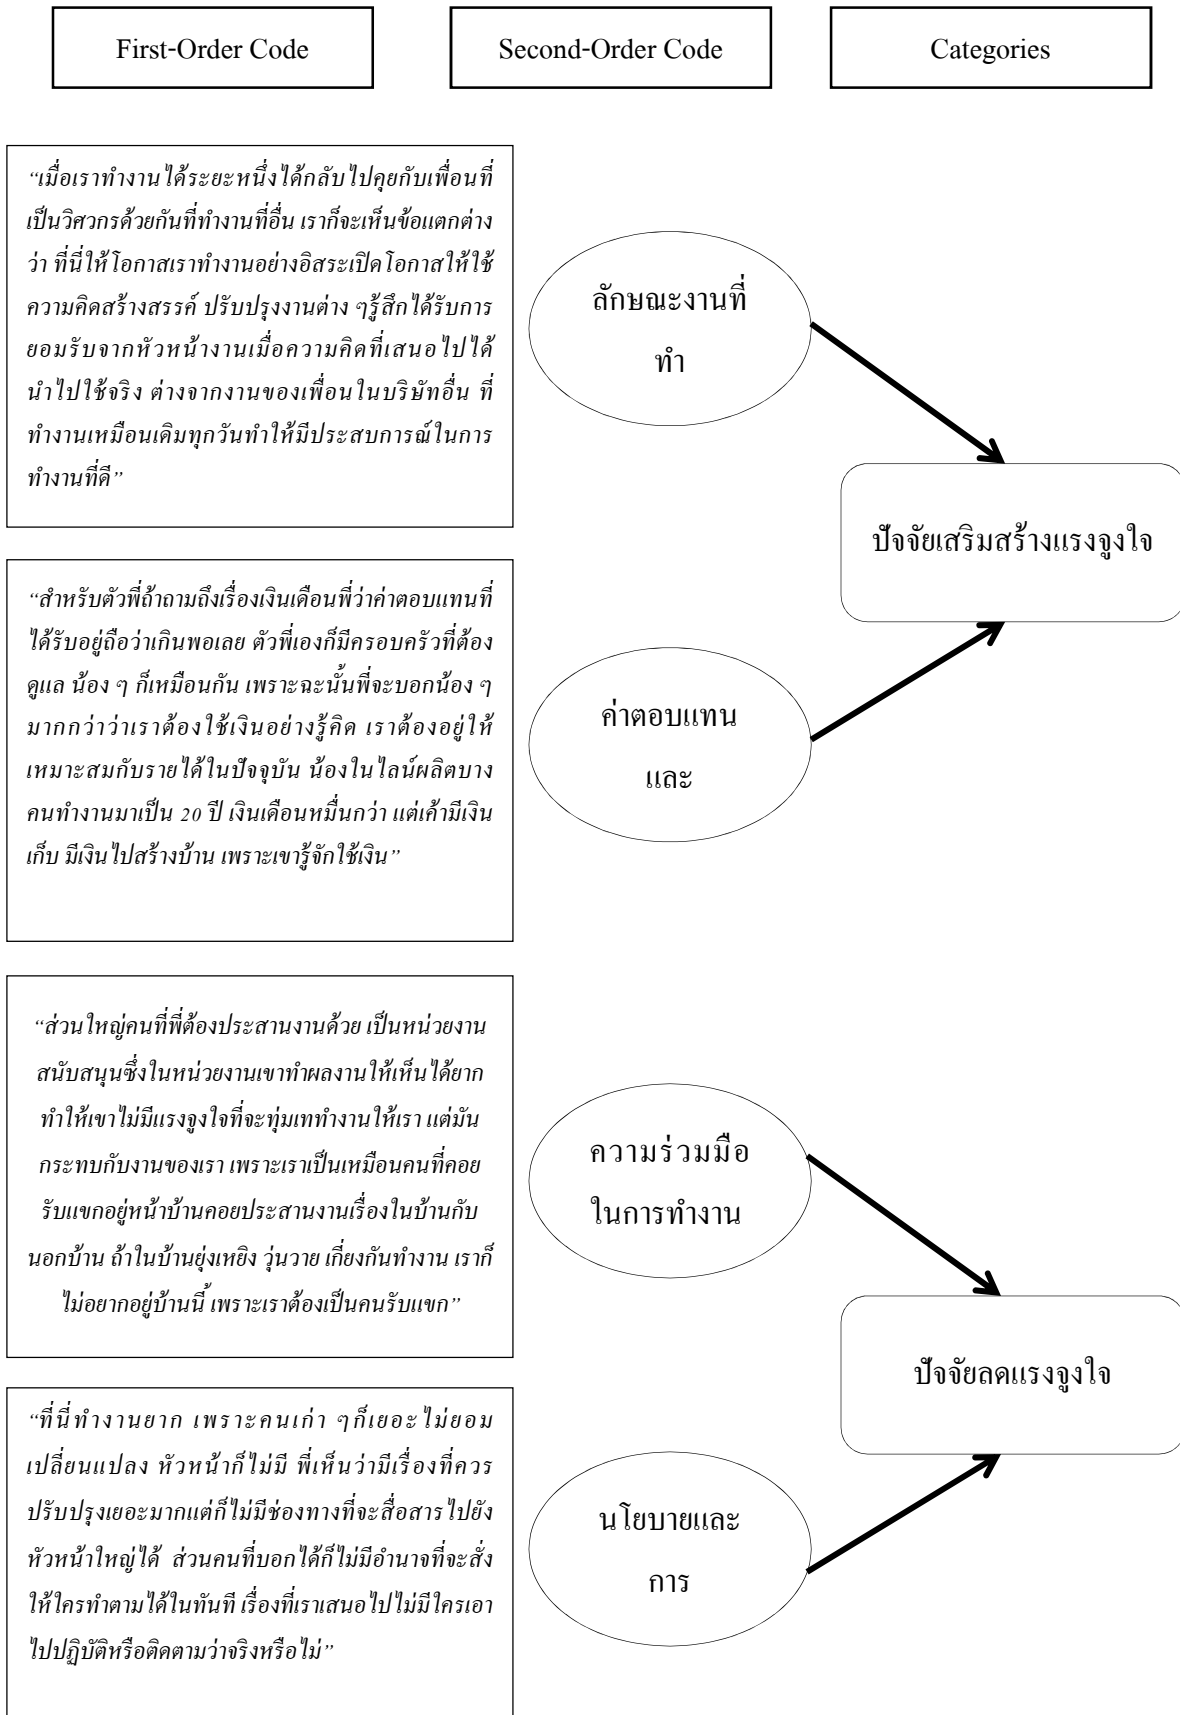 First-Order Code
Second-Order Code
Categories
“เมื่อเราทำงานได้ระยะหนึ่งได้กลับไปคุยกับเพื่อนที่
เป็นวิศวกรด้วยกันที่ทำงานที่อื่น เราก็จะเห็นข้อแตกต่าง
ว่า ที่นี่ให้โอกาสเราทำงานอย่างอิสระเปิดโอกาสให้ใช้
ความคิดสร้างสรรค์ ปรับปรุงงานต่าง ๆรู้สึกได้รับการ
ยอมรับจากหัวหน้างานเมื่อความคิดที่เสนอไปได้
นำไปใช้จริง ต่างจากงานของเพื่อนในบริษัทอื่น ที่
ทำงานเหมือนเดิมทุกวันทำให้มีประสบการณ์ในการ
ทำงานที่ดี”
ลักษณะงานที่
ทำ
ปัจจัยเสริมสร้างแรงจูงใจ
“สำหรับตัวพี่ถ้าถามถึงเรื่องเงินเดือนพี่ว่าค่าตอบแทนที่
ได้รับอยู่ถือว่าเกินพอเลย ตัวพี่เองก็มีครอบครัวที่ต้อง
ดูแล น้อง ๆ ก็เหมือนกัน เพราะฉะนั้นพี่จะบอกน้อง ๆ
มากกว่าว่าเราต้องใช้เงินอย่างรู้คิด เราต้องอยู่ให้
เหมาะสมกับรายได้ในปัจจุบัน น้องในไลน์ผลิตบาง
คนทำงานมาเป็น 20 ปี เงินเดือนหมื่นกว่า แต่เค้ามีเงิน
เก็บ มีเงินไปสร้างบ้าน เพราะเขารู้จักใช้เงิน”
ค่าตอบแทน
และ
“ส่วนใหญ่คนที่พี่ต้องประสานงานด้วย เป็นหน่วยงาน
สนับสนุนซึ่งในหน่วยงานเขาทำผลงานให้เห็นได้ยาก
ทำให้เขาไม่มีแรงจูงใจที่จะทุ่มเททำงานให้เรา แต่มัน
กระทบกับงานของเรา เพราะเราเป็นเหมือนคนที่คอย
รับแขกอยู่หน้าบ้านคอยประสานงานเรื่องในบ้านกับ
นอกบ้าน ถ้าในบ้านยุ่งเหยิง วุ่นวาย เกี่ยงกันทำงาน เราก็
ไม่อยากอยู่บ้านนี้ เพราะเราต้องเป็นคนรับแขก”
ความร่วมมือ
ในการทำงาน
ปัจจัยลดแรงจูงใจ
“ที่นี่ทำงานยาก เพราะคนเก่า ๆก็เยอะไม่ยอม
เปลี่ยนแปลง หัวหน้าก็ไม่มี พี่เห็นว่ามีเรื่องที่ควร
ปรับปรุงเยอะมากแต่ก็ไม่มีช่องทางที่จะสื่อสารไปยัง
หัวหน้าใหญ่ได้ ส่วนคนที่บอกได้ก็ไม่มีอำนาจที่จะสั่ง
ให้ใครทำตามได้ในทันที เรื่องที่เราเสนอไปไม่มีใครเอา
ไปปฏิบัติหรือติดตามว่าจริงหรือไม่”
นโยบายและ
การ